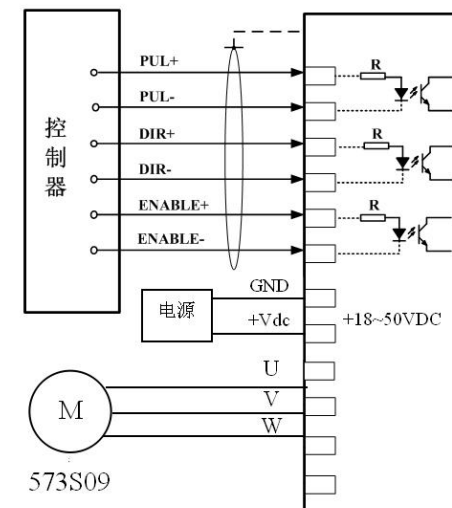 控制器
PUL+
PUL-
DIR+
DIR-
ENABLE+
ENABLE-
R
R
R
电源
GND
+Vdc
+18~50VDC
U
V
W
M
573S09